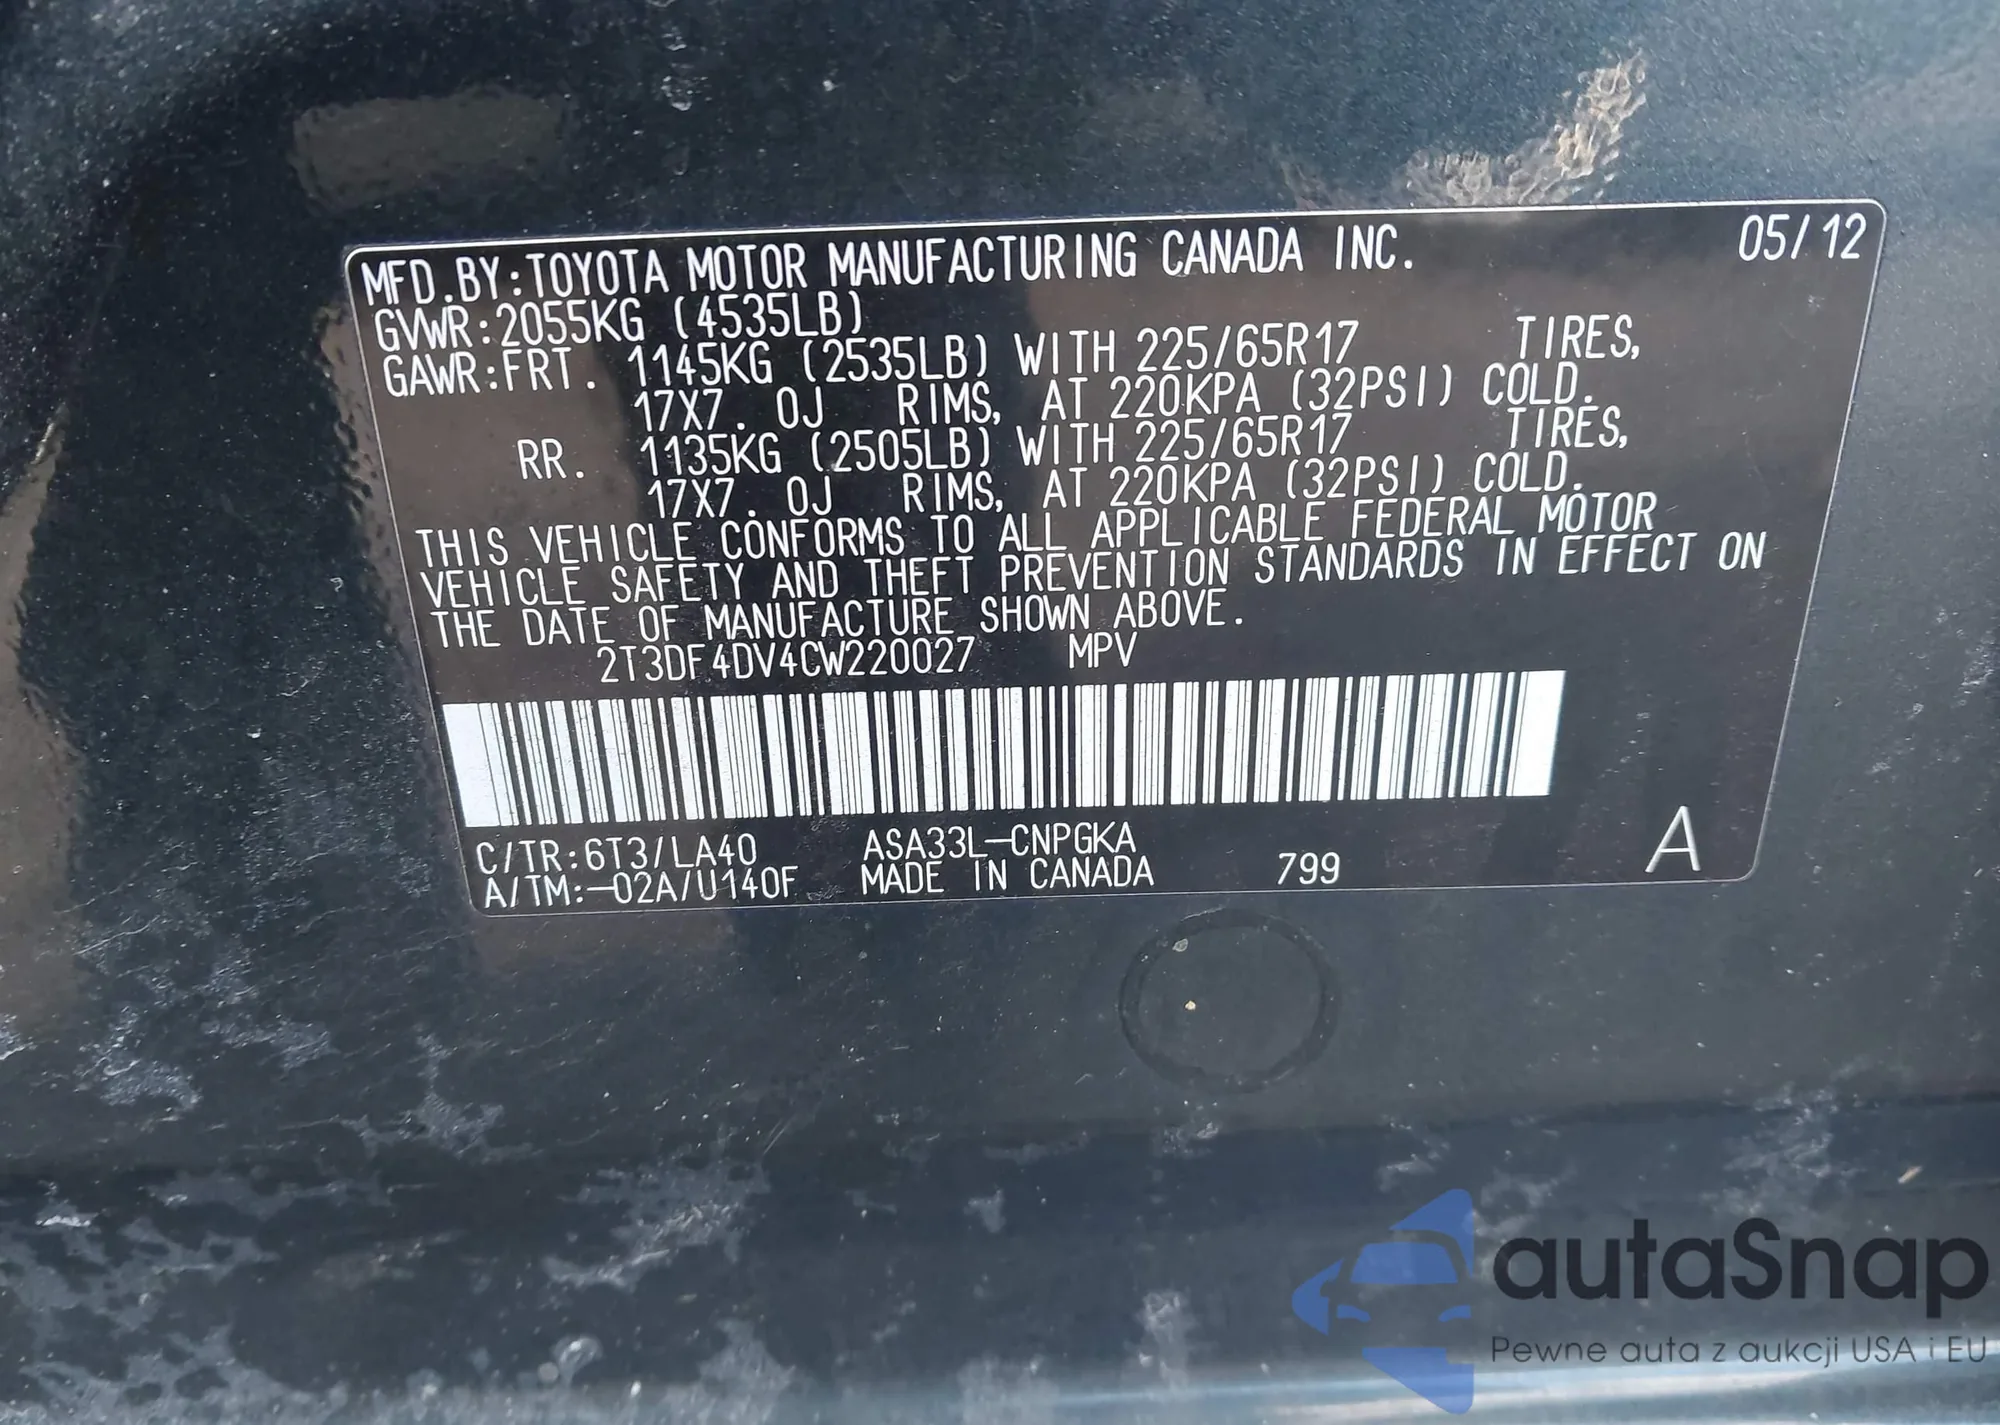 MFD.BY:TOYOTA MOTOR MANUFACTURING CANADA INC. 05/12
GVWR:2055KG (4535LB)
GAWR:FRT. 1145KG (2535LB) WITH 225/65R17 TIRES,
17X7.0J RIMS, AT 220KPA (32PSI) COLD.
RR. 1135KG (2505LB) WITH 225/65R17 TIRES,
17X7.0J RIMS, AT 220KPA (32PSI) COLD.
THIS VEHICLE CONFORMS TO ALL APPLICABLE FEDERAL MOTOR
VEHICLE SAFETY AND THEFT PREVENTION STANDARDS IN EFFECT ON
THE DATE OF MANUFACTURE SHOWN ABOVE.
2T3DF4DV4CW220027 MPV
C/TR:6T3/LA40 ASA33L-CNPGKA
A/TM:-02A/U140F MADE IN CANADA 799 A
autaSnap
Pewne auta z aukcji USA i EU